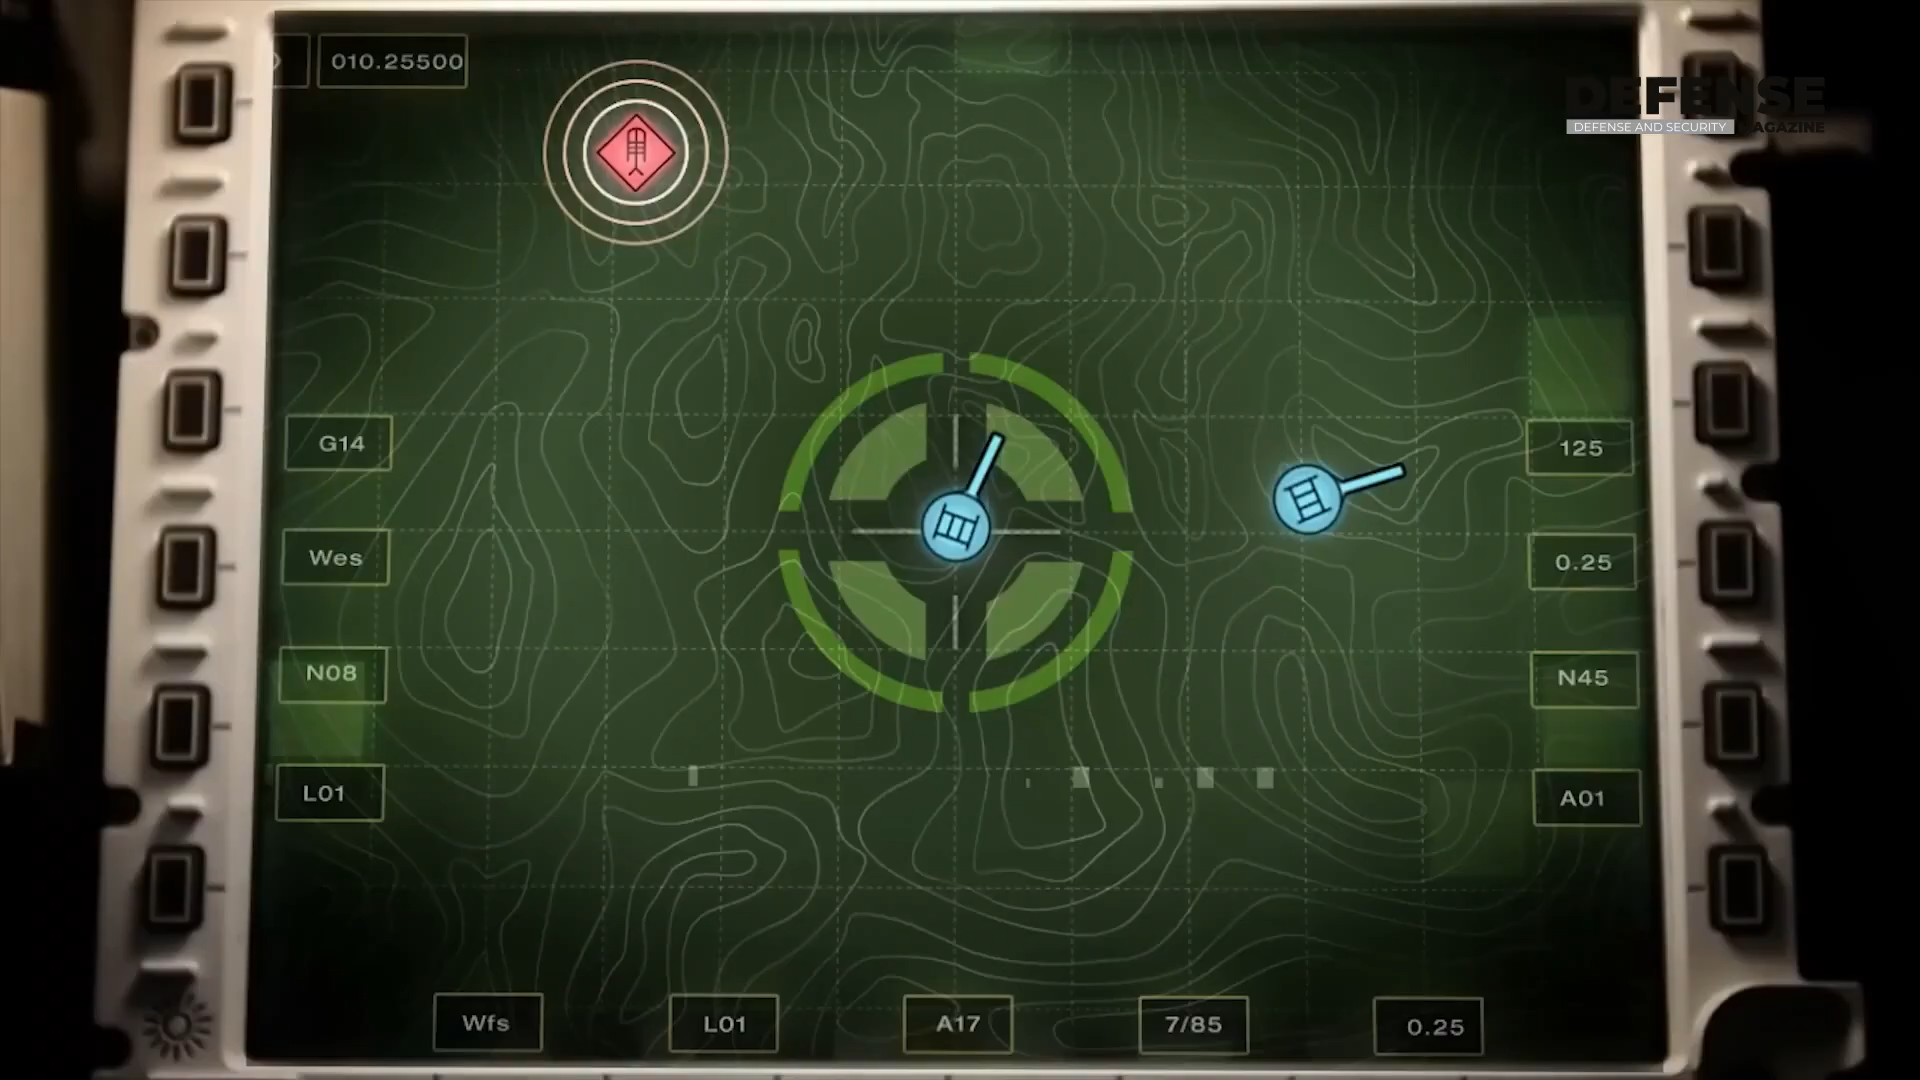 010.25500
DEFENSE
DEFENSE AND SECURITY MAGAZINE
G14
125
Wes
0.25
N08
N45
L01
A01
Wfs
L01
A17
7/85
0.25